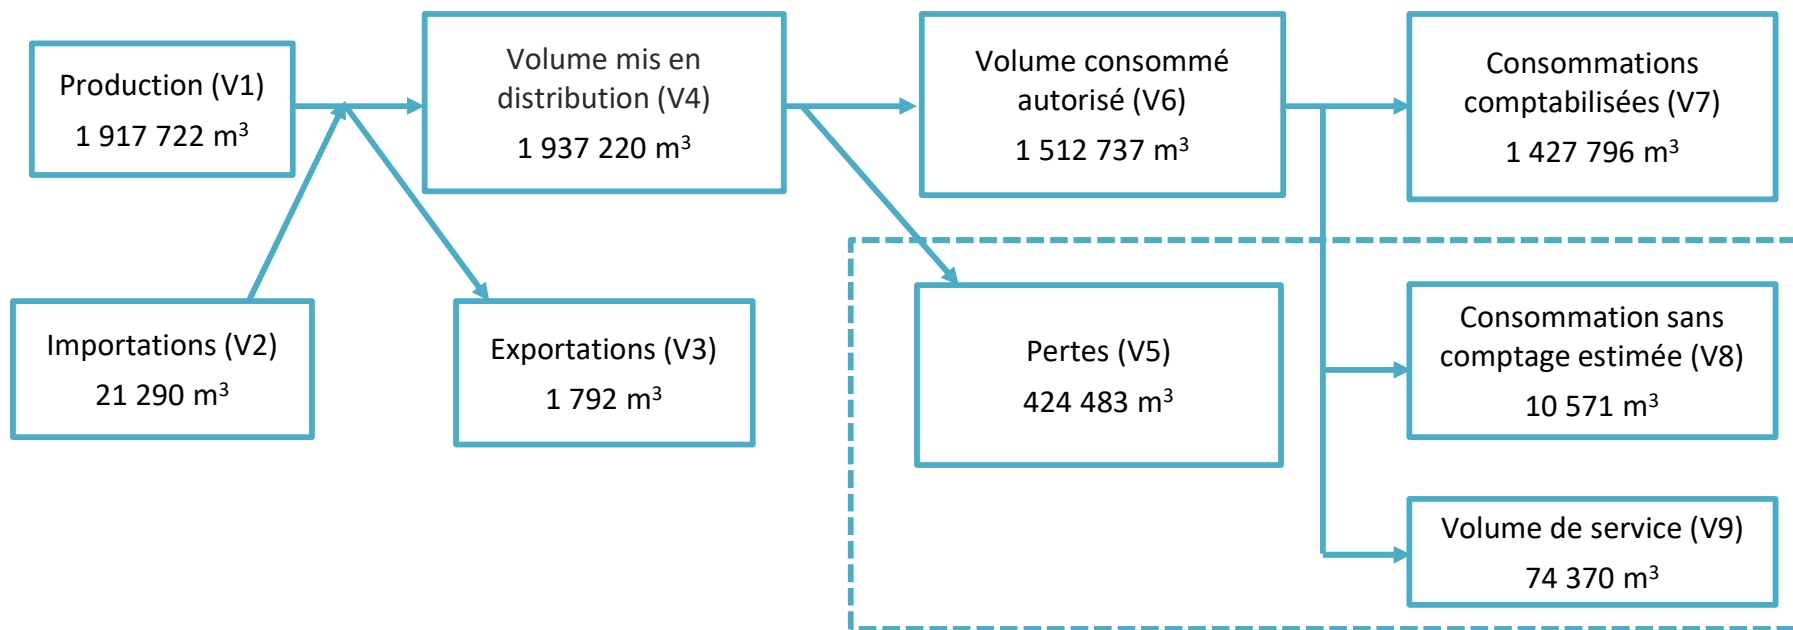 Production (V1)
1 917 722 m³
Volume mis en
distribution (V4)
1 937 220 m³
Volume consommé
autorisé (V6)
1 512 737 m³
Consommations
comptabilisées (V7)
1 427 796 m³
Importations (V2)
21 290 m³
Exportations (V3)
1 792 m³
Pertes (V5)
424 483 m³
Consommation sans
comptage estimée (V8)
10 571 m³
Volume de service (V9)
74 370 m³